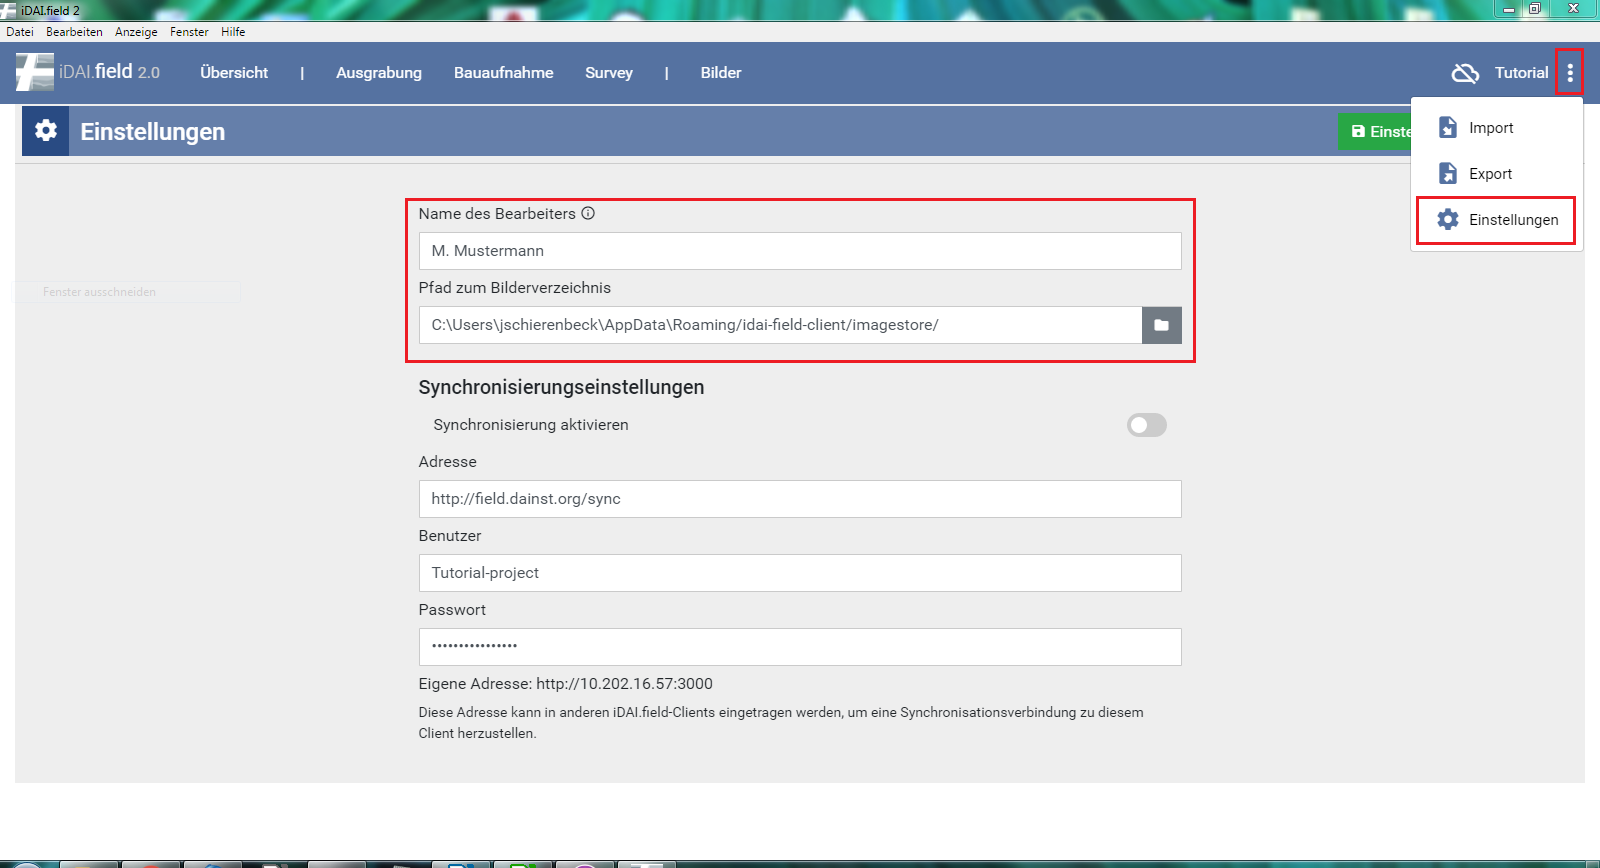 iDAI.field 2
Datei Bearbeiten Anzeige Fenster Hilfe
iDAI.field 2.0 Übersicht | Ausgrabung Bauaufnahme Survey | Bilder Tutorial
Einstellungen
Einste
Import
Export
Einstellungen
Name des Bearbeiters
M. Mustermann
Fenster ausschneiden
Pfad zum Bilderverzeichnis
C:\Users\jschierenbeck\AppData\Roaming/idai-field-client/imagestore/
Synchronisierungseinstellungen
Synchronisierung aktivieren
Adresse
http://field.dainst.org/sync
Benutzer
Tutorial-project
Passwort
••••••••••••••••
Eigene Adresse: http://10.202.16.57:3000
Diese Adresse kann in anderen iDAI.field-Clients eingetragen werden, um eine Synchronisationsverbindung zu diesem
Client herzustellen.